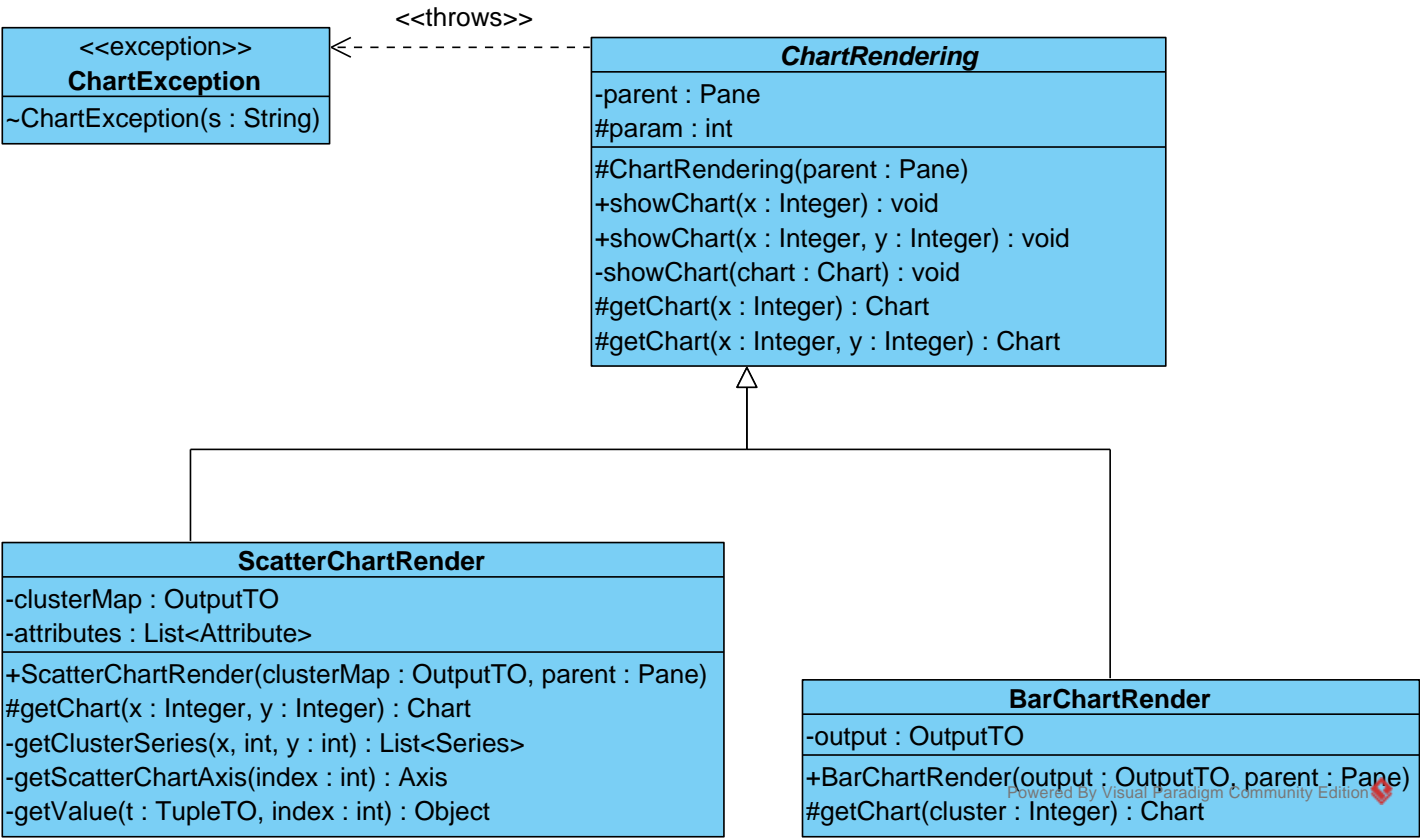 <<throws>>
<<exception>>
ChartException
~ChartException(s : String)
ChartRendering
-parent : Pane
#param : int
#ChartRendering(parent : Pane)
+showChart(x : Integer) : void
+showChart(x : Integer, y : Integer) : void
-showChart(chart : Chart) : void
#getChart(x : Integer) : Chart
#getChart(x : Integer, y : Integer) : Chart
ScatterChartRender
-clusterMap : OutputTO
-attributes : List<Attribute>
+ScatterChartRender(clusterMap : OutputTO, parent : Pane)
#getChart(x : Integer, y : Integer) : Chart
-getClusterSeries(x, int, y : int) : List<Series>
-getScatterChartAxis(index : int) : Axis
-getValue(t : TupleTO, index : int) : Object
BarChartRender
-output : OutputTO
+BarChartRender(output : OutputTO, parent : Pane)
#getChart(cluster : Integer) : Chart
Powered By Visual Paradigm Community Edition